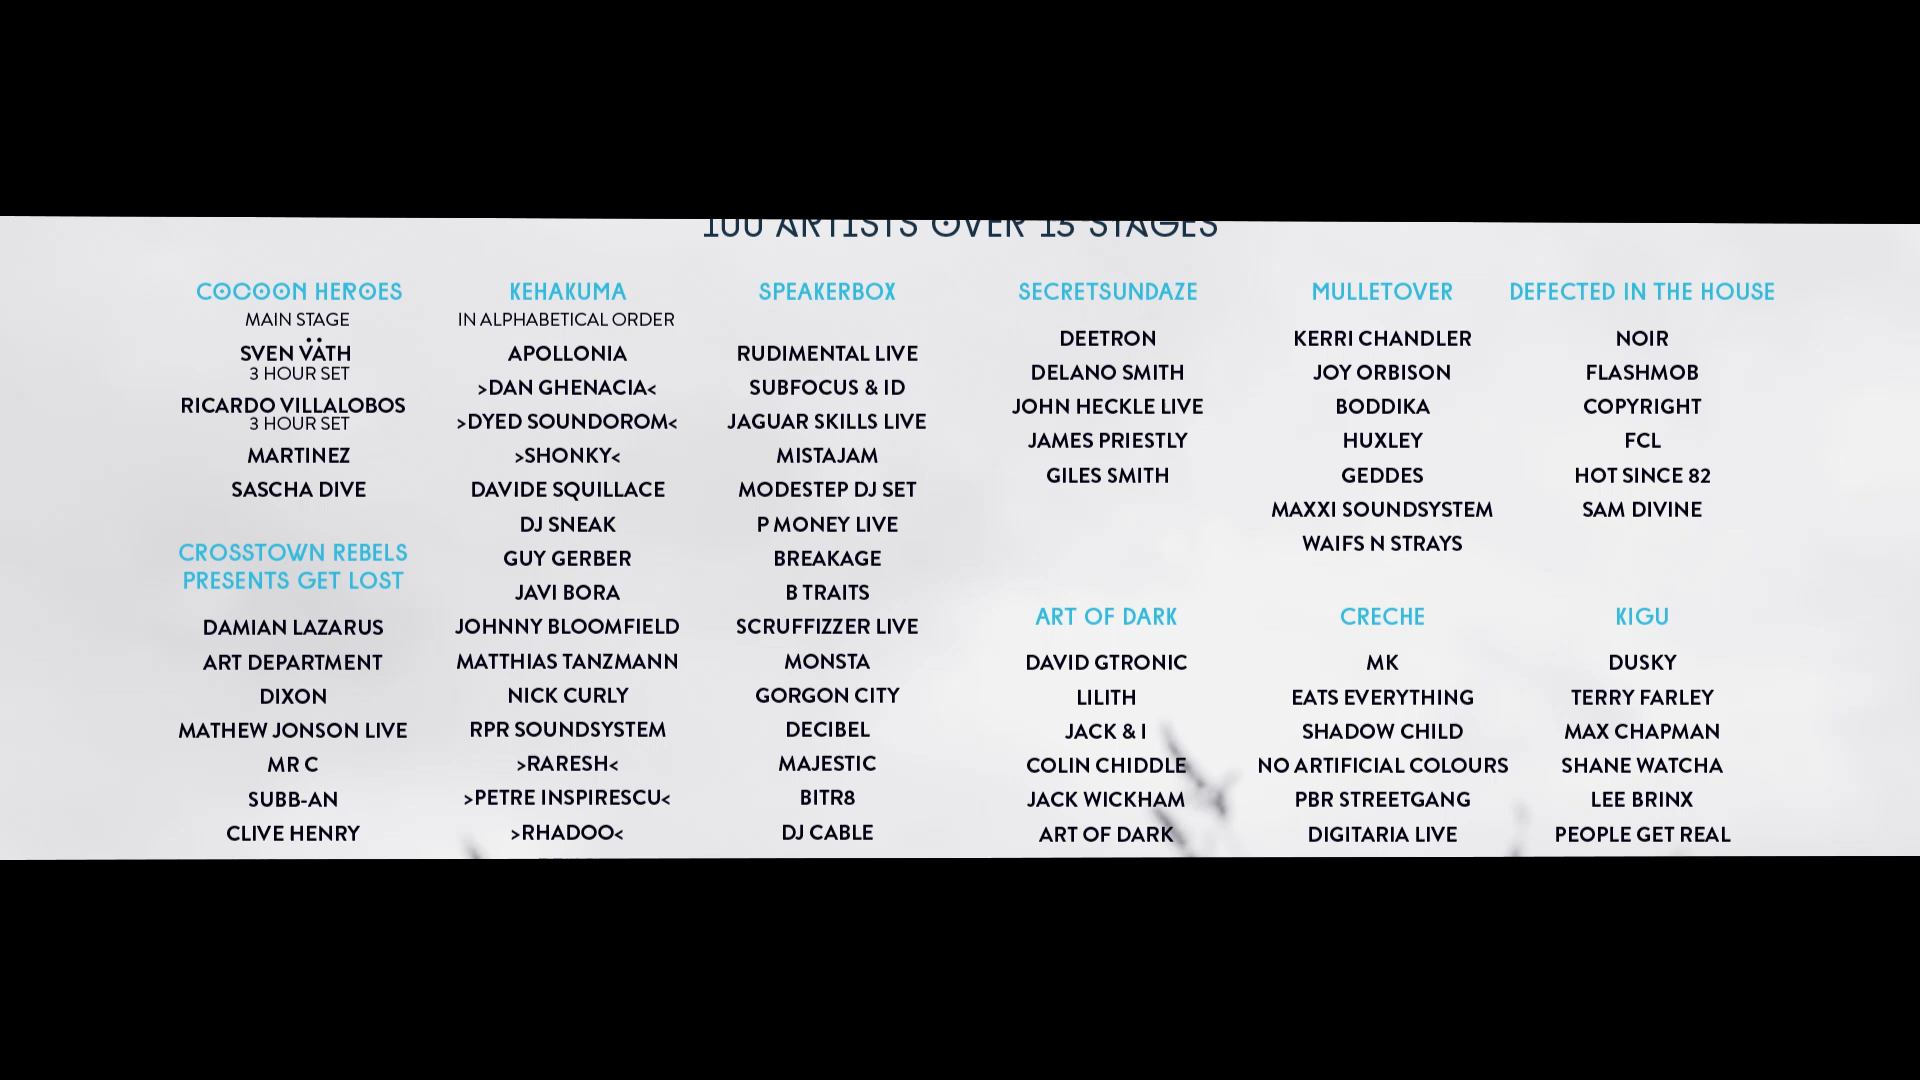 100 ARTISTS OVER 15 STAGES
COCOON HEROES
MAIN STAGE
SVEN VÄTH
3 HOUR SET
RICARDO VILLALOBOS
3 HOUR SET
MARTINEZ
SASCHA DIVE
CROSSTOWN REBELS
PRESENTS GET LOST
DAMIAN LAZARUS
ART DEPARTMENT
DIXON
MATHEW JONSON LIVE
MR C
SUBB-AN
CLIVE HENRY
KEHAKUMA
IN ALPHABETICAL ORDER
APOLLONIA
>DAN GHENACIA<
>DYED SOUNDOROM<
>SHONKY<
DAVIDE SQUILLACE
DJ SNEAK
GUY GERBER
JAVI BORA
JOHNNY BLOOMFIELD
MATTHIAS TANZMANN
NICK CURLY
RPR SOUNDSYSTEM
>RARESH<
>PETRE INSPIRESCU<
>RHADOO<
SPEAKERBOX
RUDIMENTAL LIVE
SUBFOCUS & ID
JAGUAR SKILLS LIVE
MISTAJAM
MODESTEP DJ SET
P MONEY LIVE
BREAKAGE
B TRAITS
SCRUFFIZZER LIVE
MONSTA
GORGON CITY
DECIBEL
MAJESTIC
BITR8
DJ CABLE
SECRETSUNDAZE
DEETRON
DELANO SMITH
JOHN HECKLE LIVE
JAMES PRIESTLY
GILES SMITH
ART OF DARK
DAVID GTRONIC
LILITH
JACK & I
COLIN CHIDDLE
JACK WICKHAM
ART OF DARK
MULLETOVER
KERRI CHANDLER
JOY ORBISON
BODDIKA
HUXLEY
GEDDES
MAXXI SOUNDSYSTEM
WAIFS N STRAYS
CRECHE
MK
EATS EVERYTHING
SHADOW CHILD
NO ARTIFICIAL COLOURS
PBR STREETGANG
DIGITARIA LIVE
DEFECTED IN THE HOUSE
NOIR
FLASHMOB
COPYRIGHT
FCL
HOT SINCE 82
SAM DIVINE
KIGU
DUSKY
TERRY FARLEY
MAX CHAPMAN
SHANE WATCHA
LEE BRINX
PEOPLE GET REAL